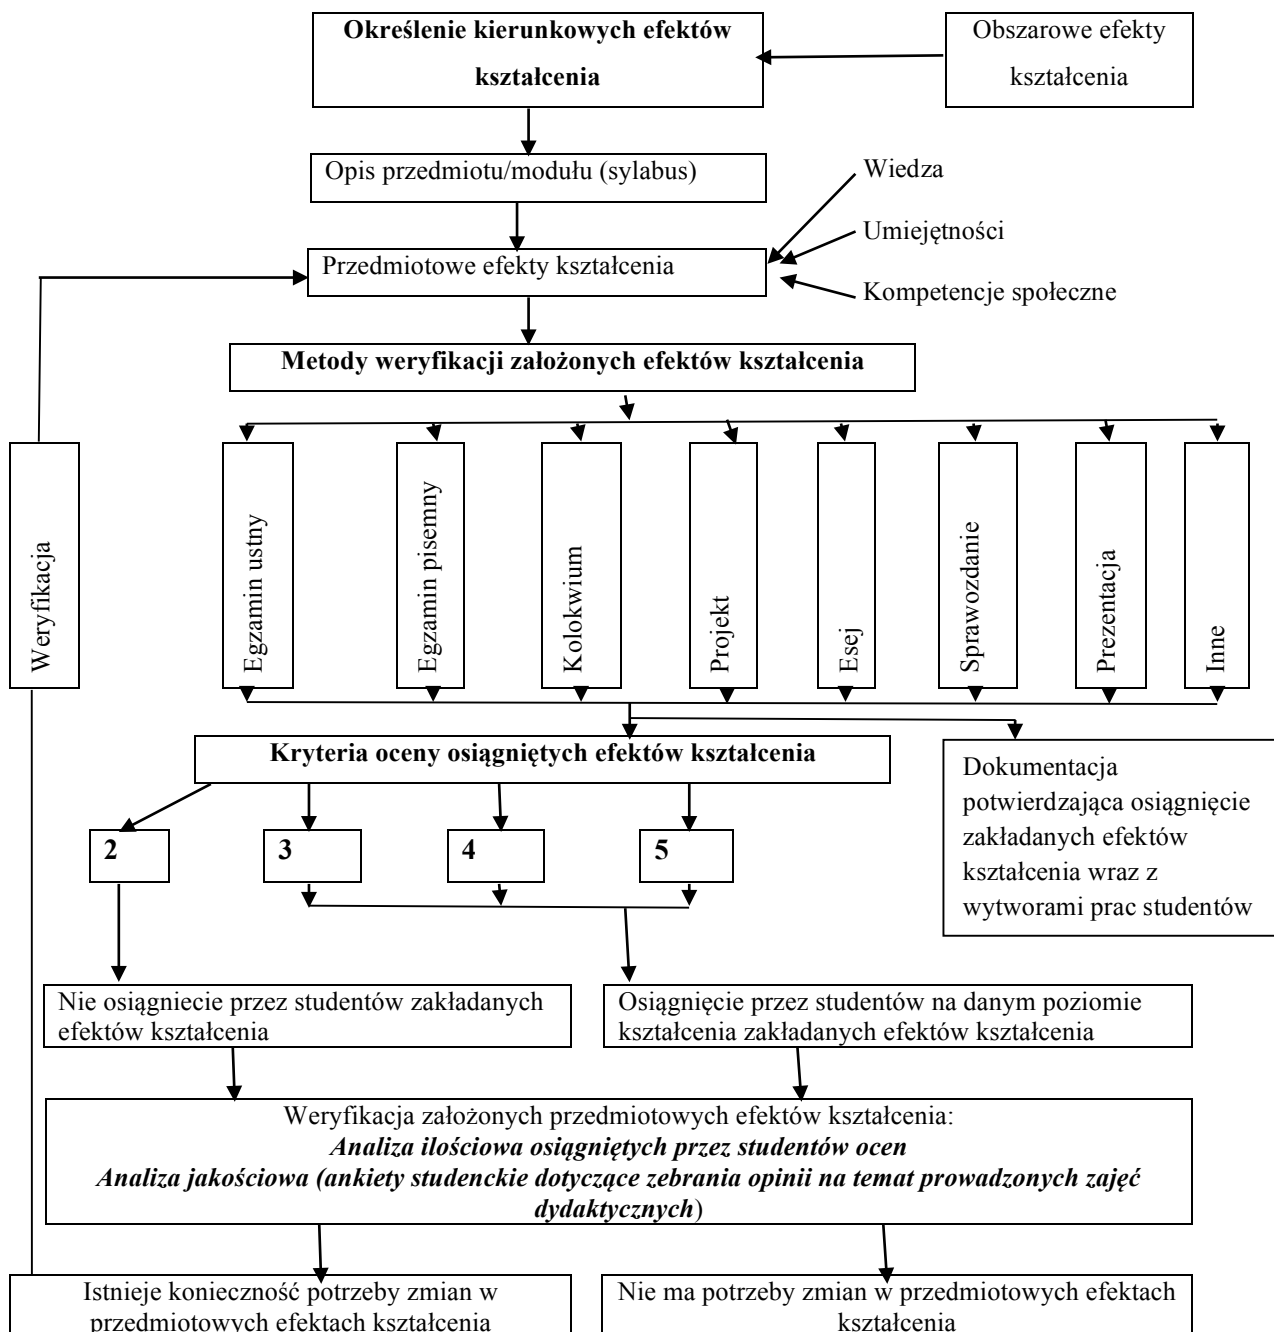 Określenie kierunkowych efektów
kształcenia
Obszarowe efekty
kształcenia
Opis przedmiotu/modułu (sylabus)
Wiedza
Umiejętności
Przedmiotowe efekty kształcenia
Kompetencje społeczne
Metody weryfikacji założonych efektów kształcenia
Weryfikacja
Egzamin ustny
Egzamin pisemny
Kolokwium
Projekt
Esej
Sprawozdanie
Prezentacja
Inne
Kryteria oceny osiągniętych efektów kształcenia
Dokumentacja
potwierdzająca osiągnięcie
zakładanych efektów
kształcenia wraz z
wytworami prac studentów
2
3
4
5
Nie osiągniecie przez studentów zakładanych
efektów kształcenia
Osiągnięcie przez studentów na danym poziomie
kształcenia zakładanych efektów kształcenia
Weryfikacja założonych przedmiotowych efektów kształcenia:
Analiza ilościowa osiągniętych przez studentów ocen
Analiza jakościowa (ankiety studenckie dotyczące zebrania opinii na temat prowadzonych zajęć
dydaktycznych)
Istnieje konieczność potrzeby zmian w
przedmiotowych efektach kształcenia
Nie ma potrzeby zmian w przedmiotowych efektach
kształcenia